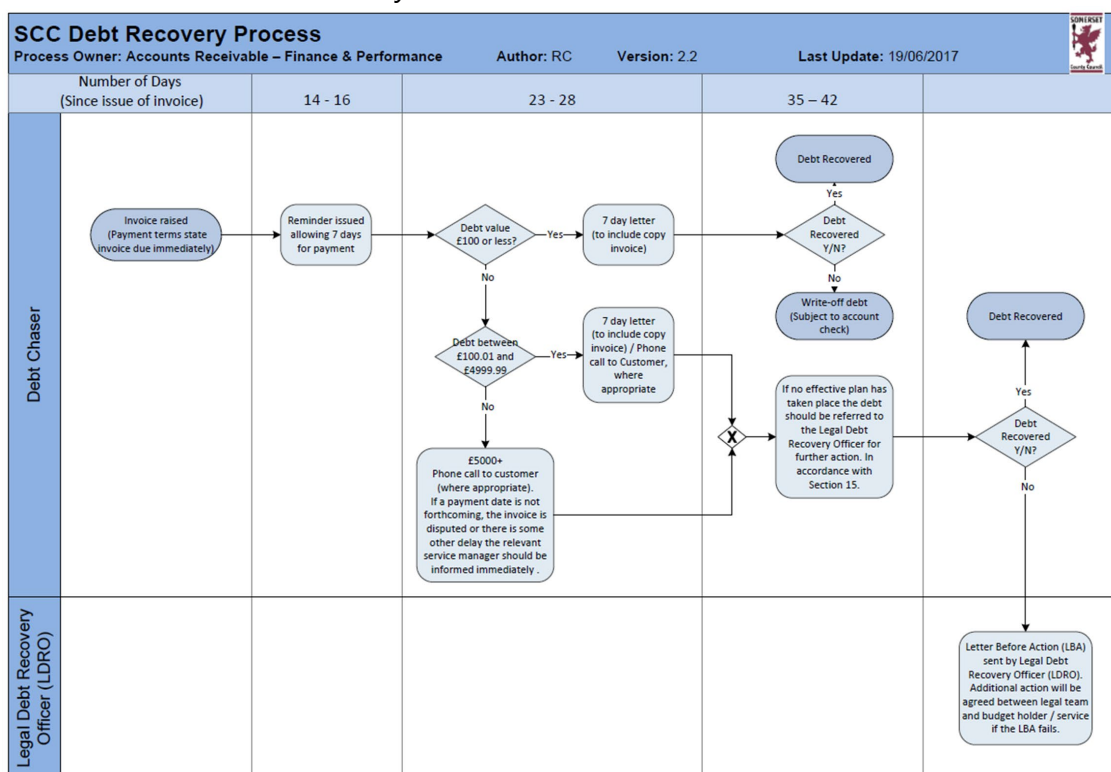 SCC Debt Recovery Process
Process Owner: Accounts Receivable – Finance & Performance Author: RC Version: 2.2 Last Update: 19/06/2017
SOMERSET
County Council
Number of Days
(Since issue of invoice)
14 - 16
23 - 28
35 – 42
Debt Chaser
Invoice raised
(Payment terms state
invoice due immediately)
Reminder issued
allowing 7 days
for payment
Debt value
£100 or less?
Yes
7 day letter
(to include copy
invoice)
Debt
Recovered
Y/N?
Yes
Debt Recovered
No
Write-off debt
(Subject to account
check)
No
Debt between
£100.01 and
£4999.99
Yes
7 day letter
(to include copy
invoice) / Phone
call to Customer,
where
appropriate
No
£5000+
Phone call to customer
(where appropriate).
If a payment date is not
forthcoming, the invoice is
disputed or there is some
other delay the relevant
service manager should be
informed immediately .
X
If no effective plan has
taken place the debt
should be referred to
the Legal Debt
Recovery Officer for
further action. In
accordance with
Section 15.
Debt
Recovered
Y/N?
Yes
Debt Recovered
No
Legal Debt Recovery
Officer (LDRO)
Letter Before Action (LBA)
sent by Legal Debt
Recovery Officer (LDRO).
Additional action will be
agreed between legal team
and budget holder / service
if the LBA fails.